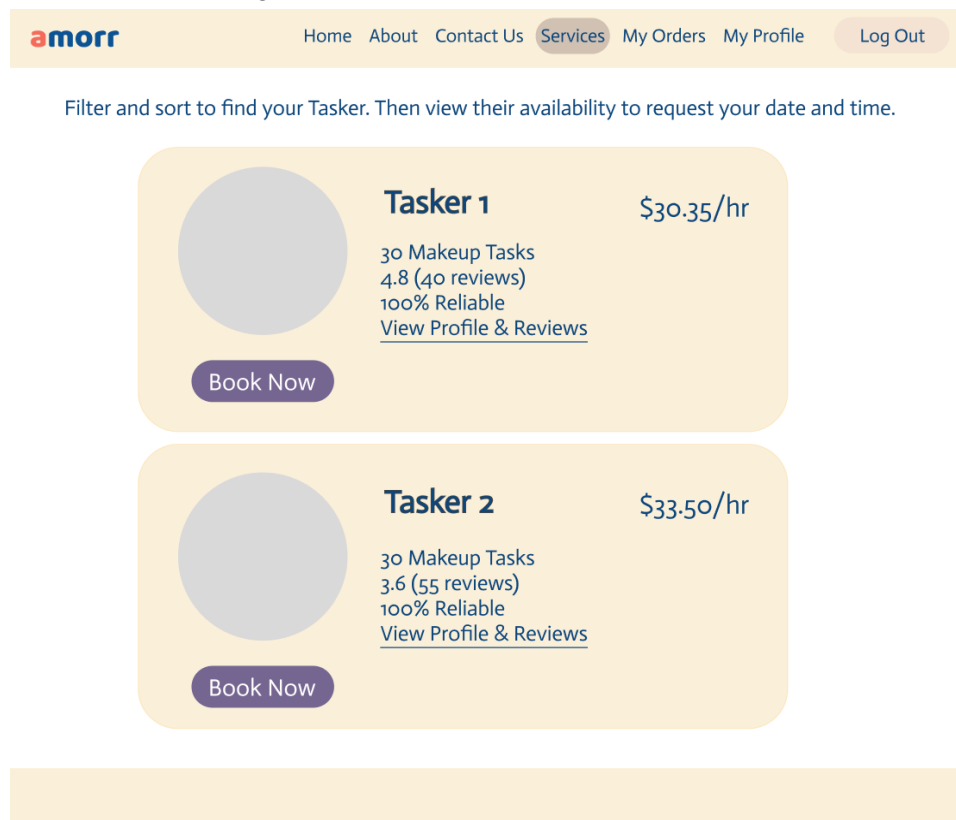 amorr Home About Contact Us Services My Orders My Profile Log Out
Filter and sort to find your Tasker. Then view their availability to request your date and time.
Tasker 1 $30.35/hr
30 Makeup Tasks
4.8 (40 reviews)
100% Reliable
View Profile & Reviews
Book Now
Tasker 2 $33.50/hr
30 Makeup Tasks
3.6 (55 reviews)
100% Reliable
View Profile & Reviews
Book Now